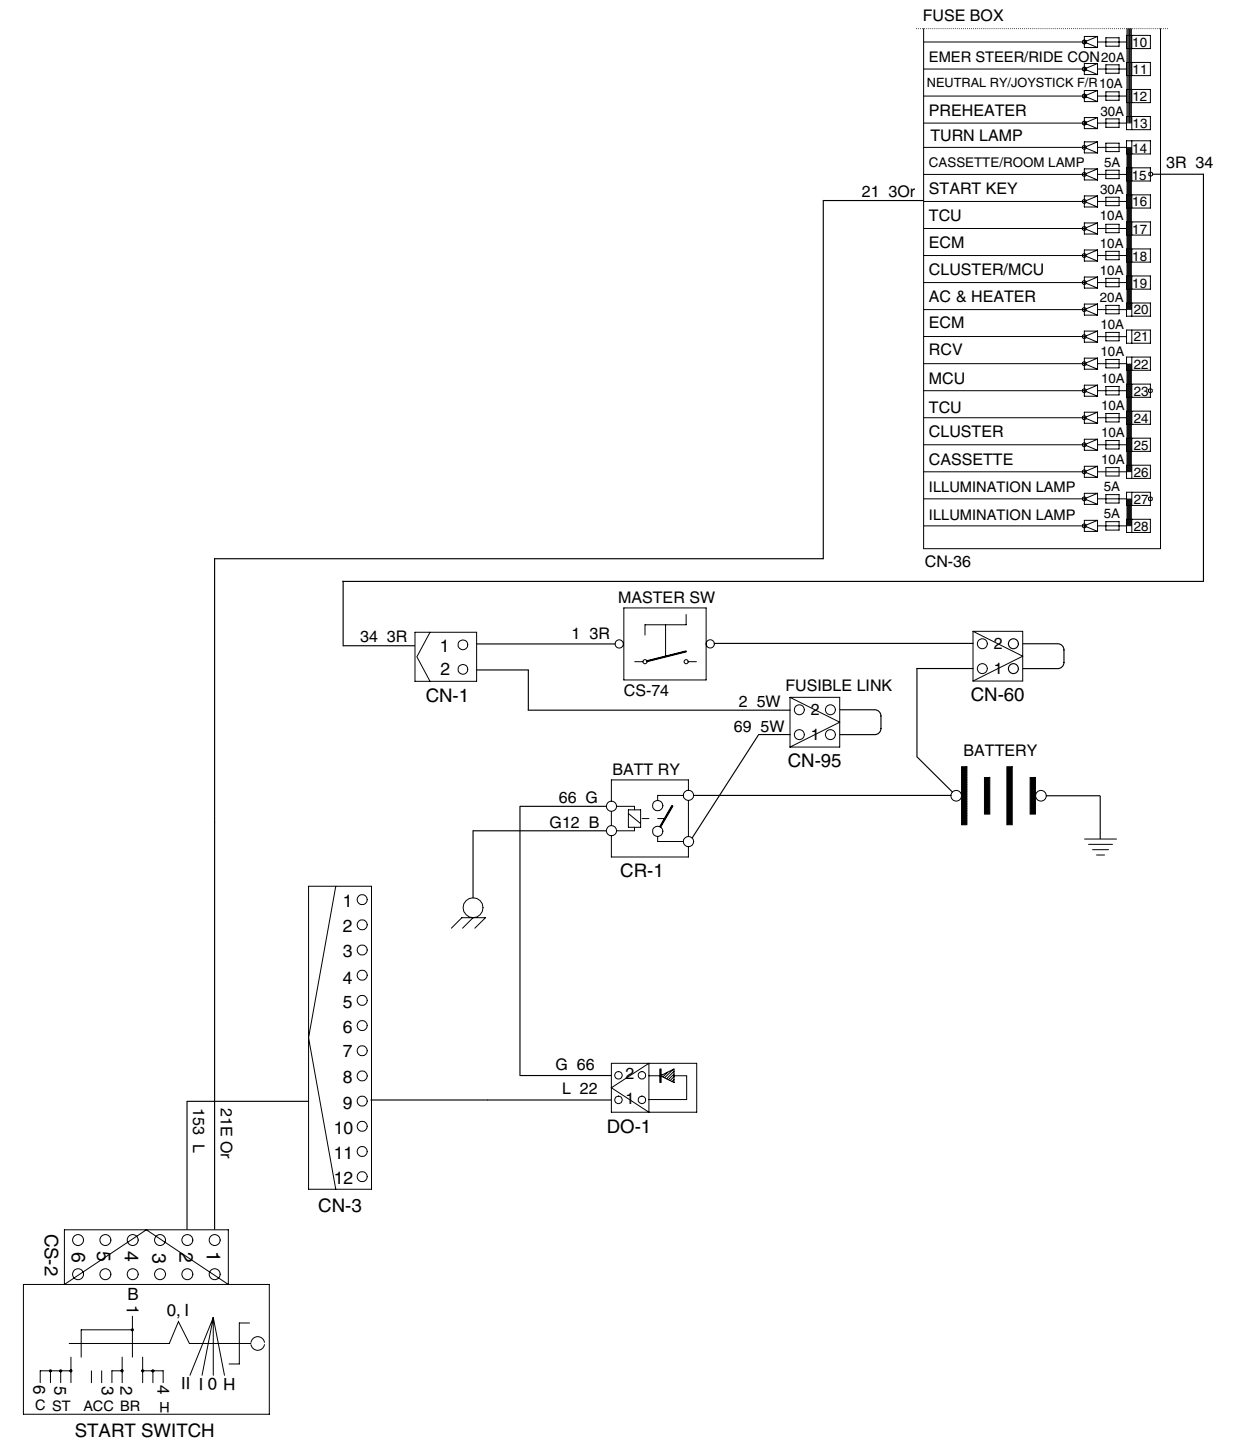 FUSE BOX
10
EMER STEER/RIDE CON 20A
11
NEUTRAL RY/JOYSTICK F/R 10A
12
PREHEATER 30A
13
TURN LAMP
14
CASSETTE/ROOM LAMP 5A
15
3R 34
START KEY 30A
16
21 3Or
TCU 10A
17
ECM 10A
18
CLUSTER/MCU 10A
19
AC & HEATER 20A
20
ECM 10A
21
RCV 10A
22
MCU 10A
23
TCU 10A
24
CLUSTER 10A
25
CASSETTE 10A
26
ILLUMINATION LAMP 5A
27
ILLUMINATION LAMP 5A
28
CN-36
MASTER SW
34 3R
1
2
CN-1
1 3R
CS-74
2
1
CN-60
FUSIBLE LINK
2 5W
69 5W
2
1
CN-95
BATTERY
BATT RY
66 G
G12 B
CR-1
1
2
3
4
5
6
7
8
9
10
11
12
CN-3
G 66
L 22
2
1
DO-1
153 L
21E Or
CS-2
6 5 4 3 2 1
B
1
0, I
II I 0 H
6 5 3 2 4
C ST ACC BR H
START SWITCH